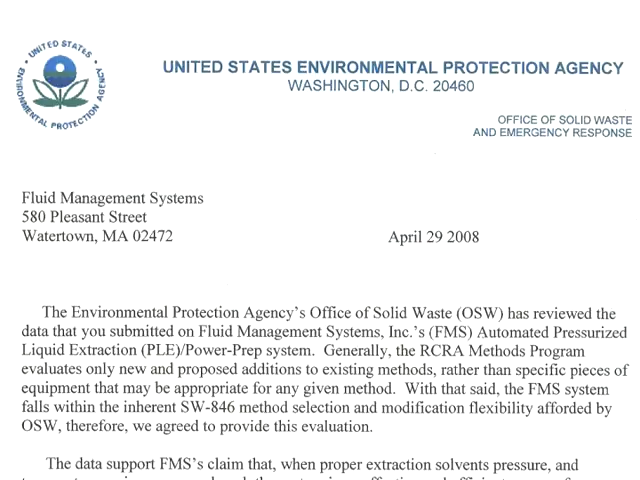 UNITED STATES
ENVIRONMENTAL PROTECTION AGENCY
UNITED STATES ENVIRONMENTAL PROTECTION AGENCY
WASHINGTON, D.C. 20460
OFFICE OF SOLID WASTE
AND EMERGENCY RESPONSE
Fluid Management Systems
580 Pleasant Street
Watertown, MA 02472
April 29 2008
The Environmental Protection Agency's Office of Solid Waste (OSW) has reviewed the
data that you submitted on Fluid Management Systems, Inc.'s (FMS) Automated Pressurized
Liquid Extraction (PLE)/Power-Prep system. Generally, the RCRA Methods Program
evaluates only new and proposed additions to existing methods, rather than specific pieces of
equipment that may be appropriate for any given method. With that said, the FMS system
falls within the inherent SW-846 method selection and modification flexibility afforded by
OSW, therefore, we agreed to provide this evaluation.
The data support FMS's claim that, when proper extraction solvents pressure, and